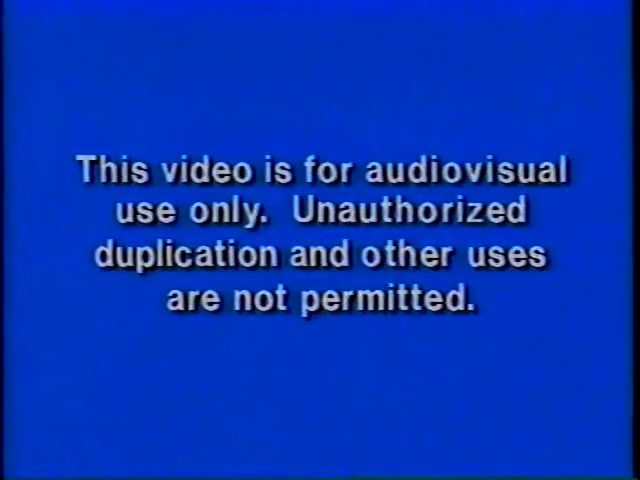 This video is for audiovisual
use only.  Unauthorized
duplication and other uses
are not permitted.